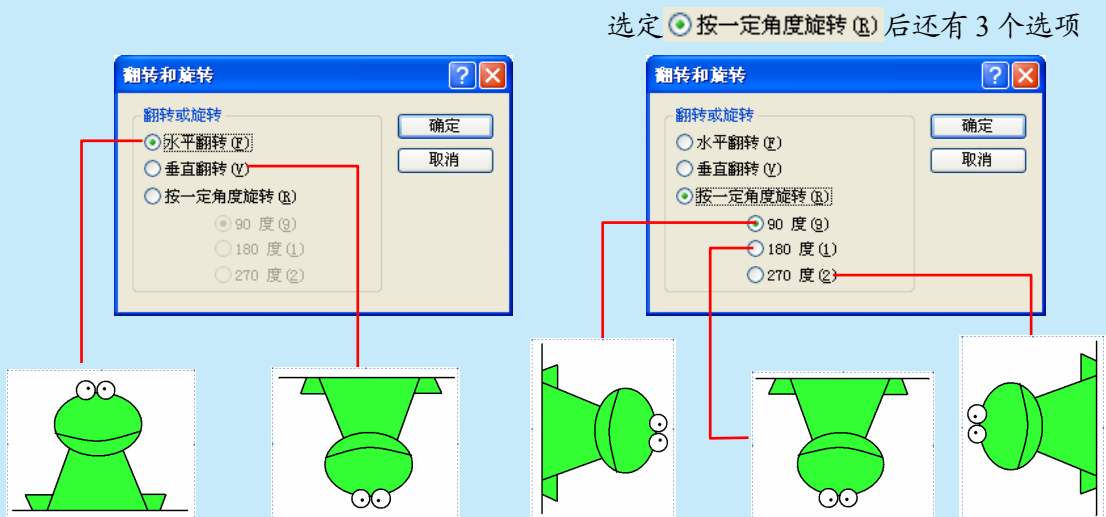 选定按一定角度旋转(R)后还有 3 个选项
翻转和旋转
翻转或旋转
水平翻转(F)
垂直翻转(V)
按一定角度旋转(R)
90 度(9)
180 度(1)
270 度(2)
确定
取消
翻转和旋转
翻转或旋转
水平翻转(F)
垂直翻转(V)
按一定角度旋转(R)
90 度(9)
180 度(1)
270 度(2)
确定
取消